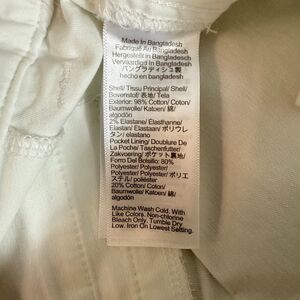 Made In Bangladesh
Fabriqué Au Bangladesh
Hergestellt In Bangladesch
Vervaardigd In Bangladesh
バングラディシュ製
hecho en bangladesh
Shell/ Tissu Principal/ Shell/
Bovenstof/ 表地/ Tela
Exterior: 98% Cotton/ Coton/
Baumwolle/ Katoen/ 綿/
algodón
2% Elastane/ Élasthanne/
Elastan/ Elastaan/ ポリウレ
タン/ elastano
Pocket Lining/ Doublure De
La Poche/ Taschenfutter/
Zakvoering/ ポケット裏地/
Forro Del Bolsillo: 80%
Polyester/ Polyester/
Polyester/ Polyester/ ポリエ
ステル/ poliéster
20% Cotton/ Coton/
Baumwolle/ Katoen/ 綿/
algodón
Machine Wash Cold, With
Like Colors. Non-chlorine
Bleach Only. Tumble Dry
Low. Iron On Lowest Setting.